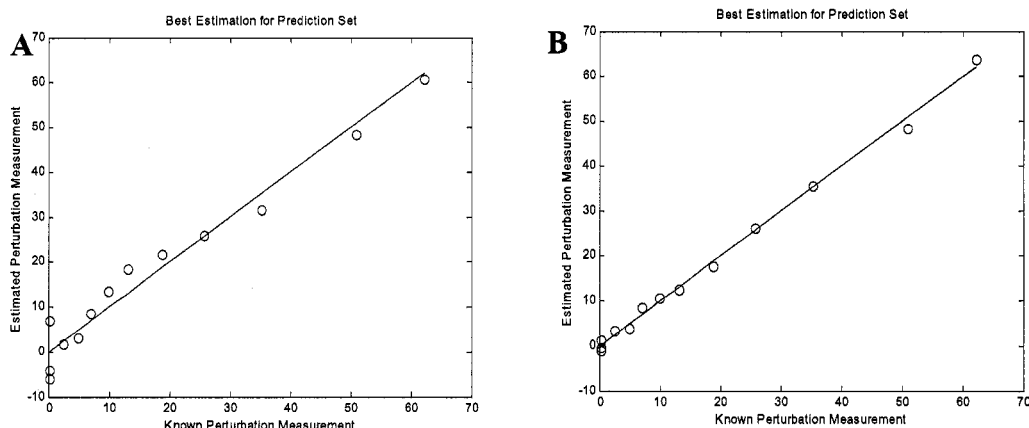 A
Best Estimation for Prediction Set
Estimated Perturbation Measurement
70
60
50
40
30
20
10
0
-10
0 10 20 30 40 50 60 70
Known Perturbation Measurement
B
Best Estimation for Prediction Set
Estimated Perturbation Measurement
70
60
50
40
30
20
10
0
-10
0 10 20 30 40 50 60 70
Known Perturbation Measurement